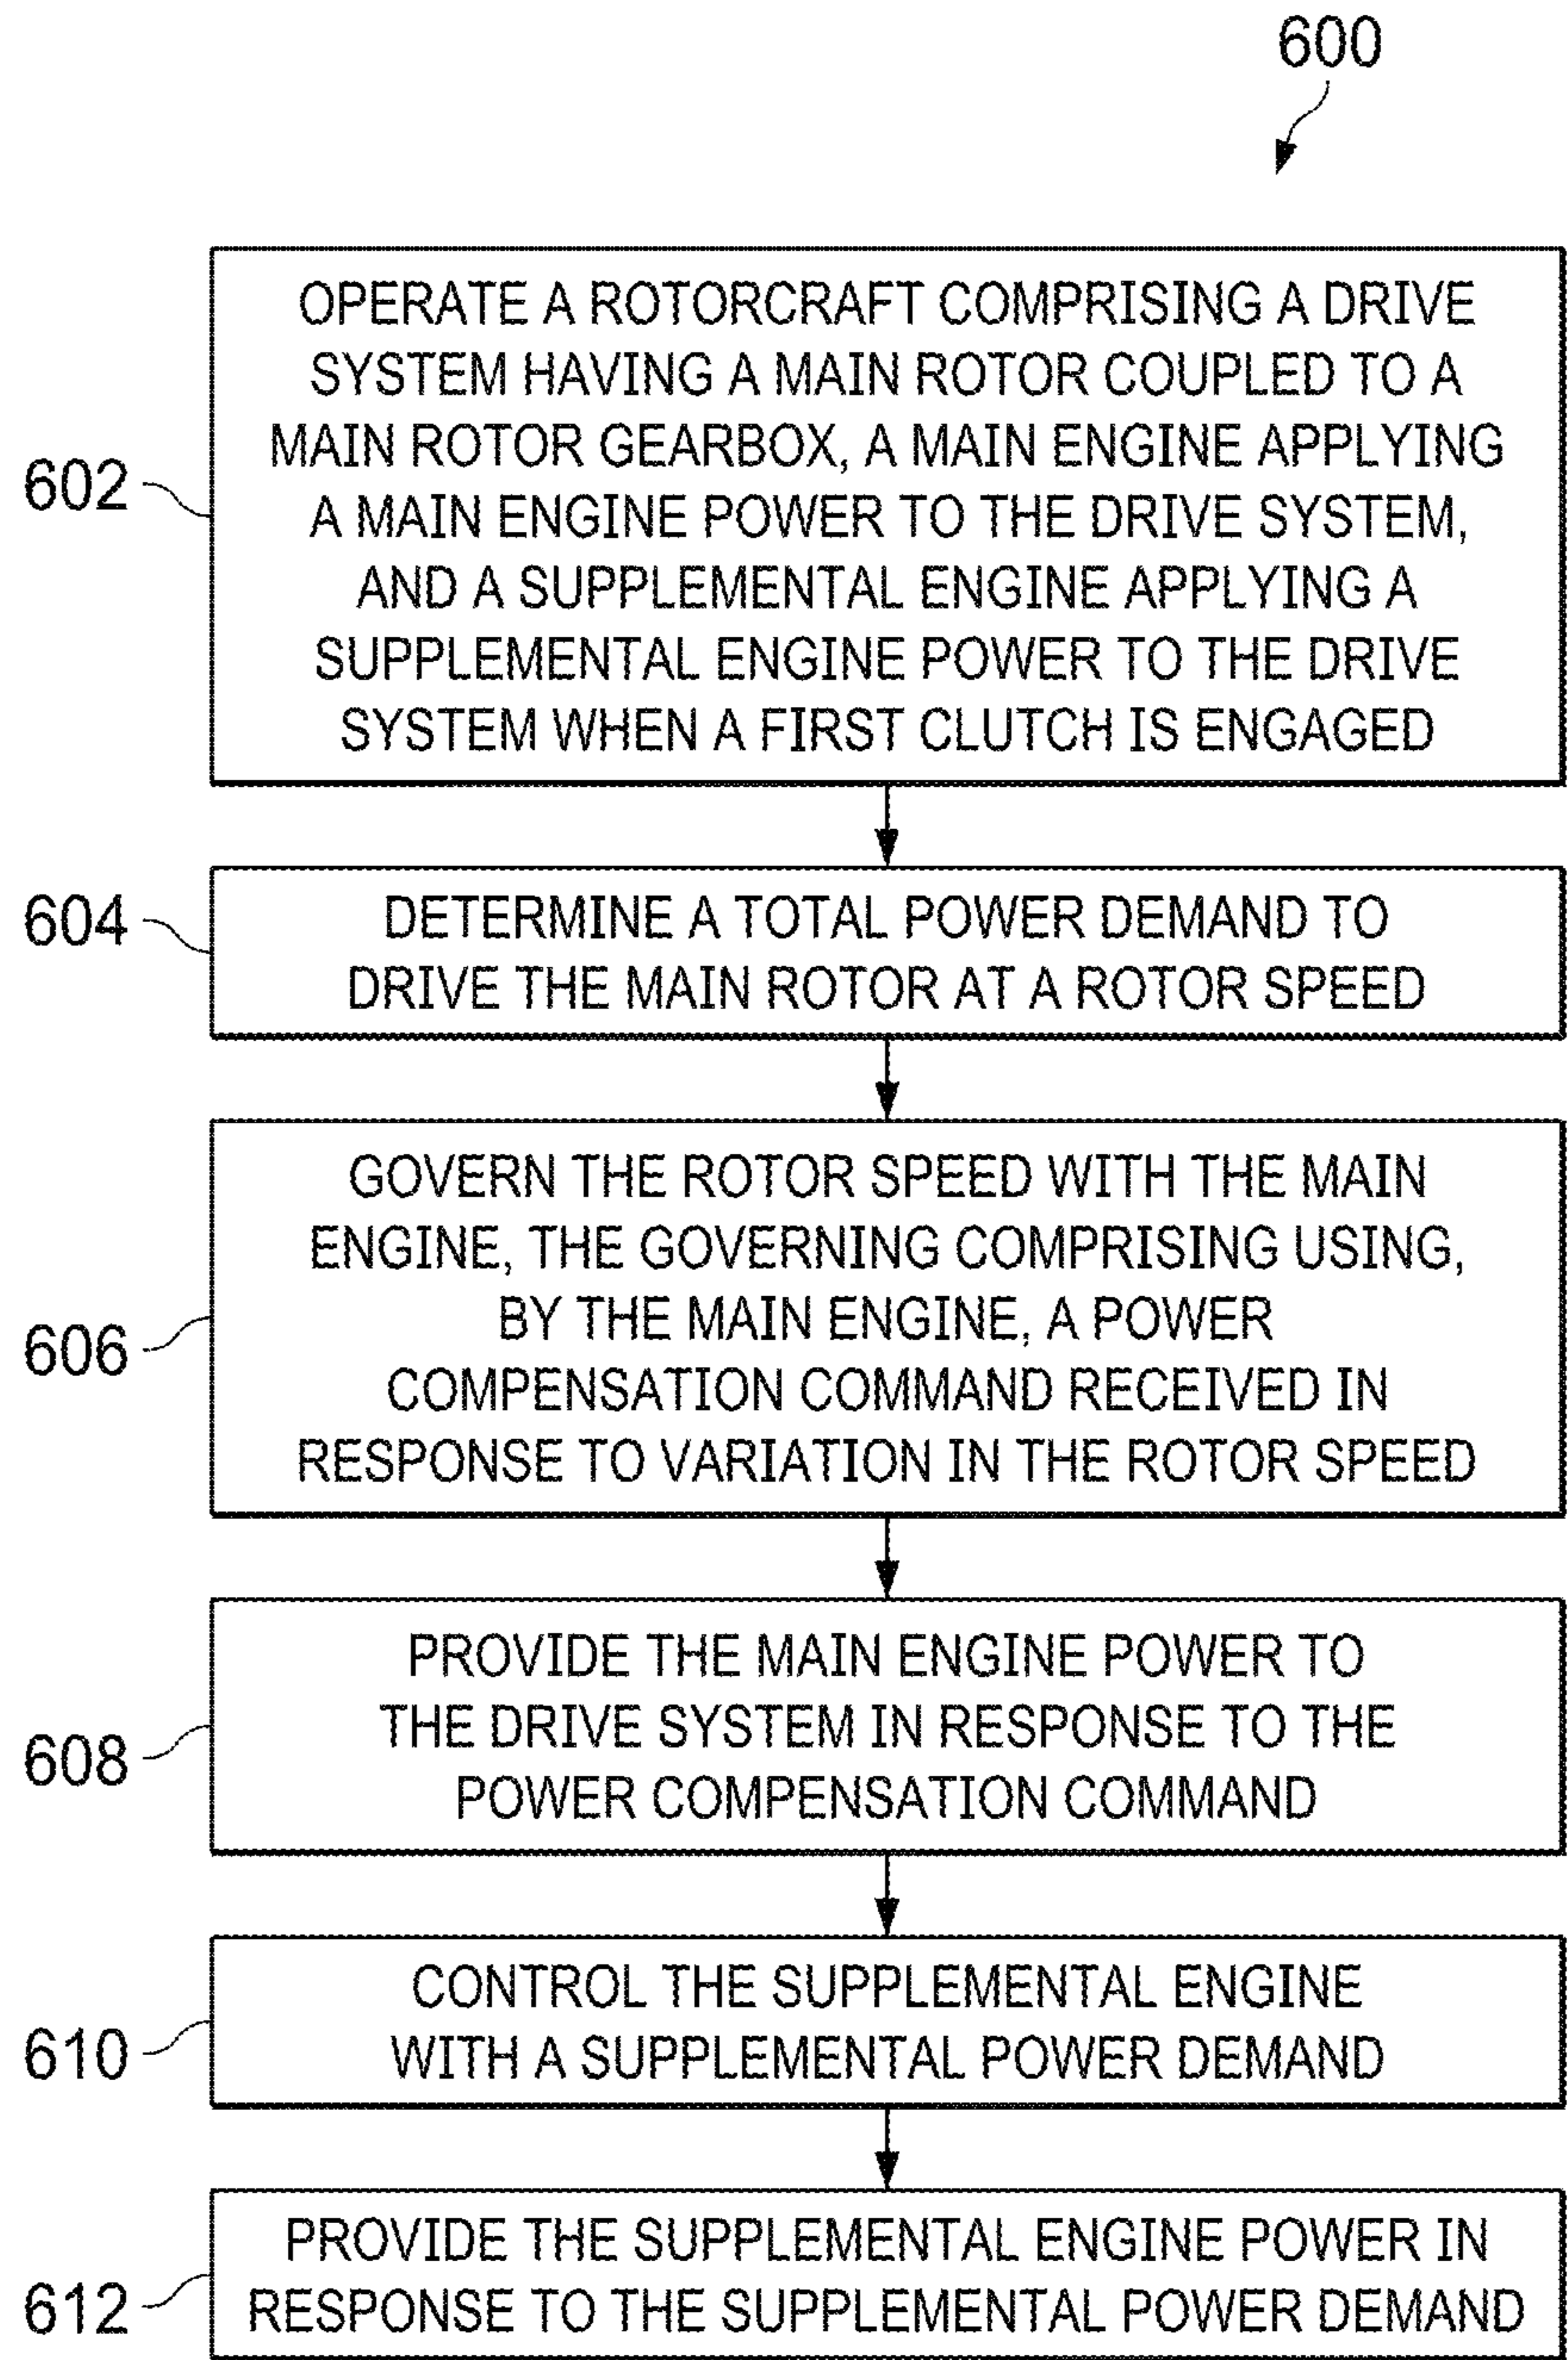 600
602
OPERATE A ROTORCRAFT COMPRISING A DRIVE
SYSTEM HAVING A MAIN ROTOR COUPLED TO A
MAIN ROTOR GEARBOX, A MAIN ENGINE APPLYING
A MAIN ENGINE POWER TO THE DRIVE SYSTEM,
AND A SUPPLEMENTAL ENGINE APPLYING A
SUPPLEMENTAL ENGINE POWER TO THE DRIVE
SYSTEM WHEN A FIRST CLUTCH IS ENGAGED
604
DETERMINE A TOTAL POWER DEMAND TO
DRIVE THE MAIN ROTOR AT A ROTOR SPEED
606
GOVERN THE ROTOR SPEED WITH THE MAIN
ENGINE, THE GOVERNING COMPRISING USING,
BY THE MAIN ENGINE, A POWER
COMPENSATION COMMAND RECEIVED IN
RESPONSE TO VARIATION IN THE ROTOR SPEED
608
PROVIDE THE MAIN ENGINE POWER TO
THE DRIVE SYSTEM IN RESPONSE TO THE
POWER COMPENSATION COMMAND
610
CONTROL THE SUPPLEMENTAL ENGINE
WITH A SUPPLEMENTAL POWER DEMAND
612
PROVIDE THE SUPPLEMENTAL ENGINE POWER IN
RESPONSE TO THE SUPPLEMENTAL POWER DEMAND